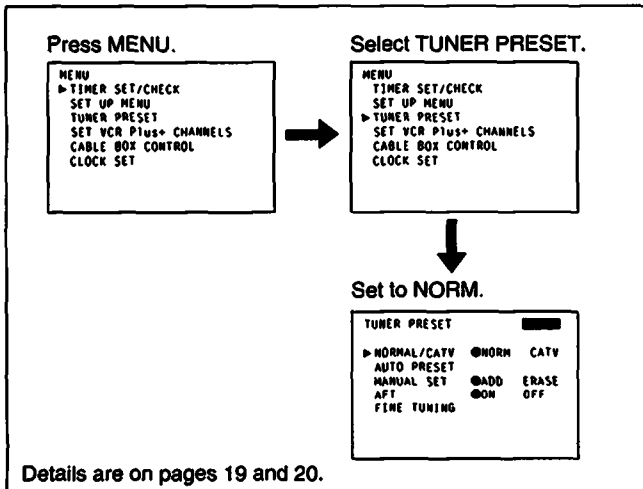 Press MENU.
MENU
▶TIMER SET/CHECK
SET UP MENU
TUNER PRESET
SET VCR Plus+ CHANNELS
CABLE BOX CONTROL
CLOCK SET
Select TUNER PRESET.
MENU
TIMER SET/CHECK
SET UP MENU
▶TUNER PRESET
SET VCR Plus+ CHANNELS
CABLE BOX CONTROL
CLOCK SET
Set to NORM.
TUNER PRESET
▶NORMAL/CATV ●NORM CATV
AUTO PRESET
MANUAL SET ●ADD ERASE
AFT ●ON OFF
FINE TUNING
Details are on pages 19 and 20.